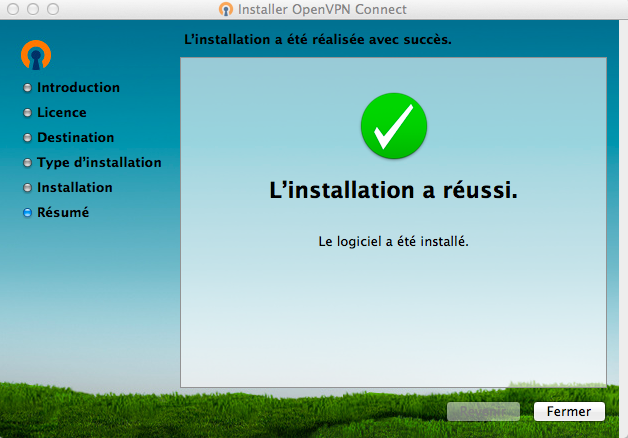 Installer OpenVPN Connect
L'installation a été réalisée avec succès.
Introduction
Licence
Destination
Type d'installation
Installation
Résumé
L'installation a réussi.
Le logiciel a été installé.
Revenir
Fermer